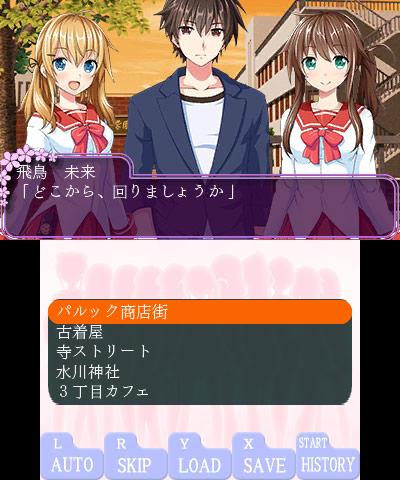 飛鳥　未来
「どこから、回りましょうか」
パルック商店街
古着屋
寺ストリート
水川神社
３丁目カフェ
L
AUTO
R
SKIP
Y
LOAD
X
SAVE
START
HISTORY